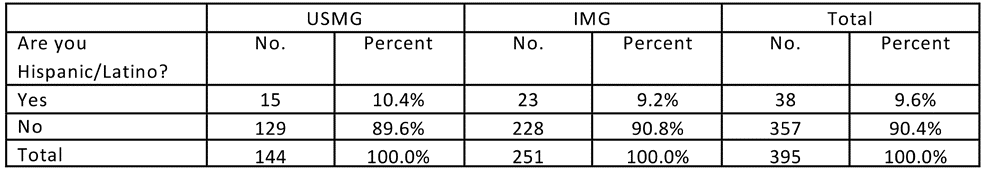 USMG IMG Total
Are you No. Percent No. Percent No. Percent
Hispanic/Latino?
Yes 15 10.4% 23 9.2% 38 9.6%
No 129 89.6% 228 90.8% 357 90.4%
Total 144 100.0% 251 100.0% 395 100.0%